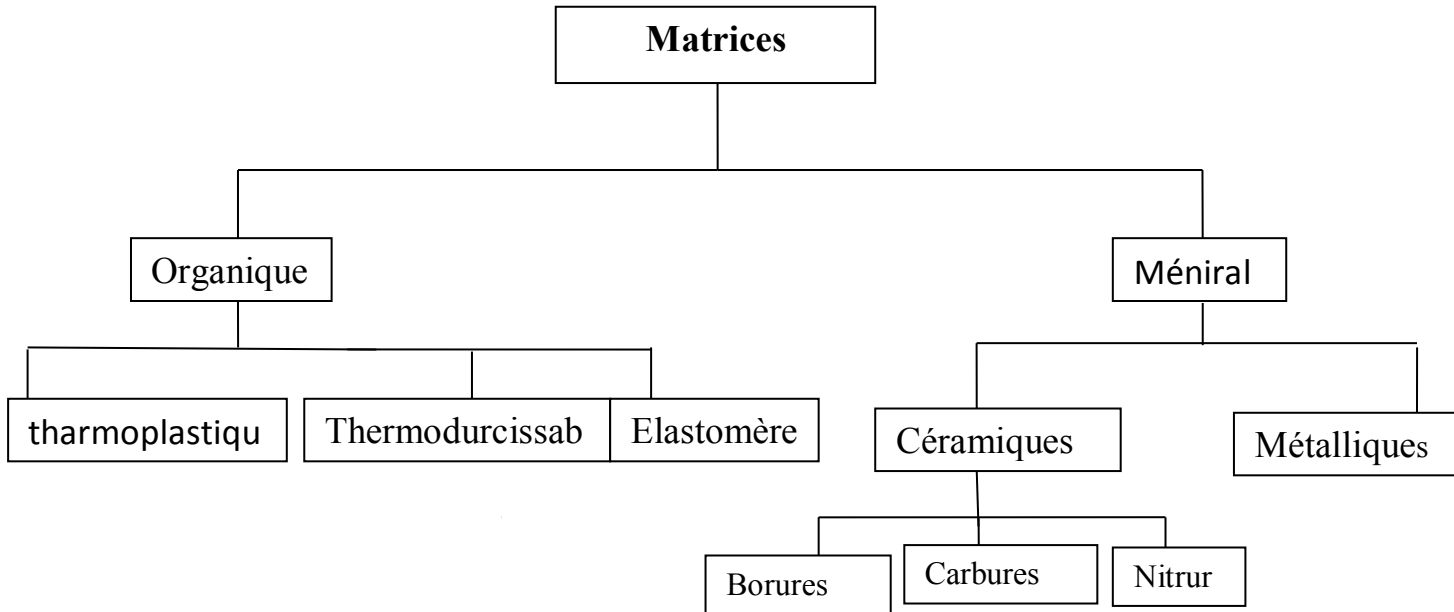 Matrices
Organique
Méniral
tharmoplastiqu
Thermodurcissab
Elastomère
Céramiques
Métalliques
Borures
Carbures
Nitrur